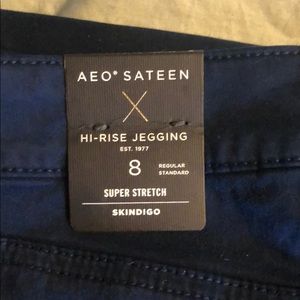 AEO® SATEEN
HI-RISE JEGGING
EST. 1977
8 REGULAR
STANDARD
SUPER STRETCH
SKINDIGO